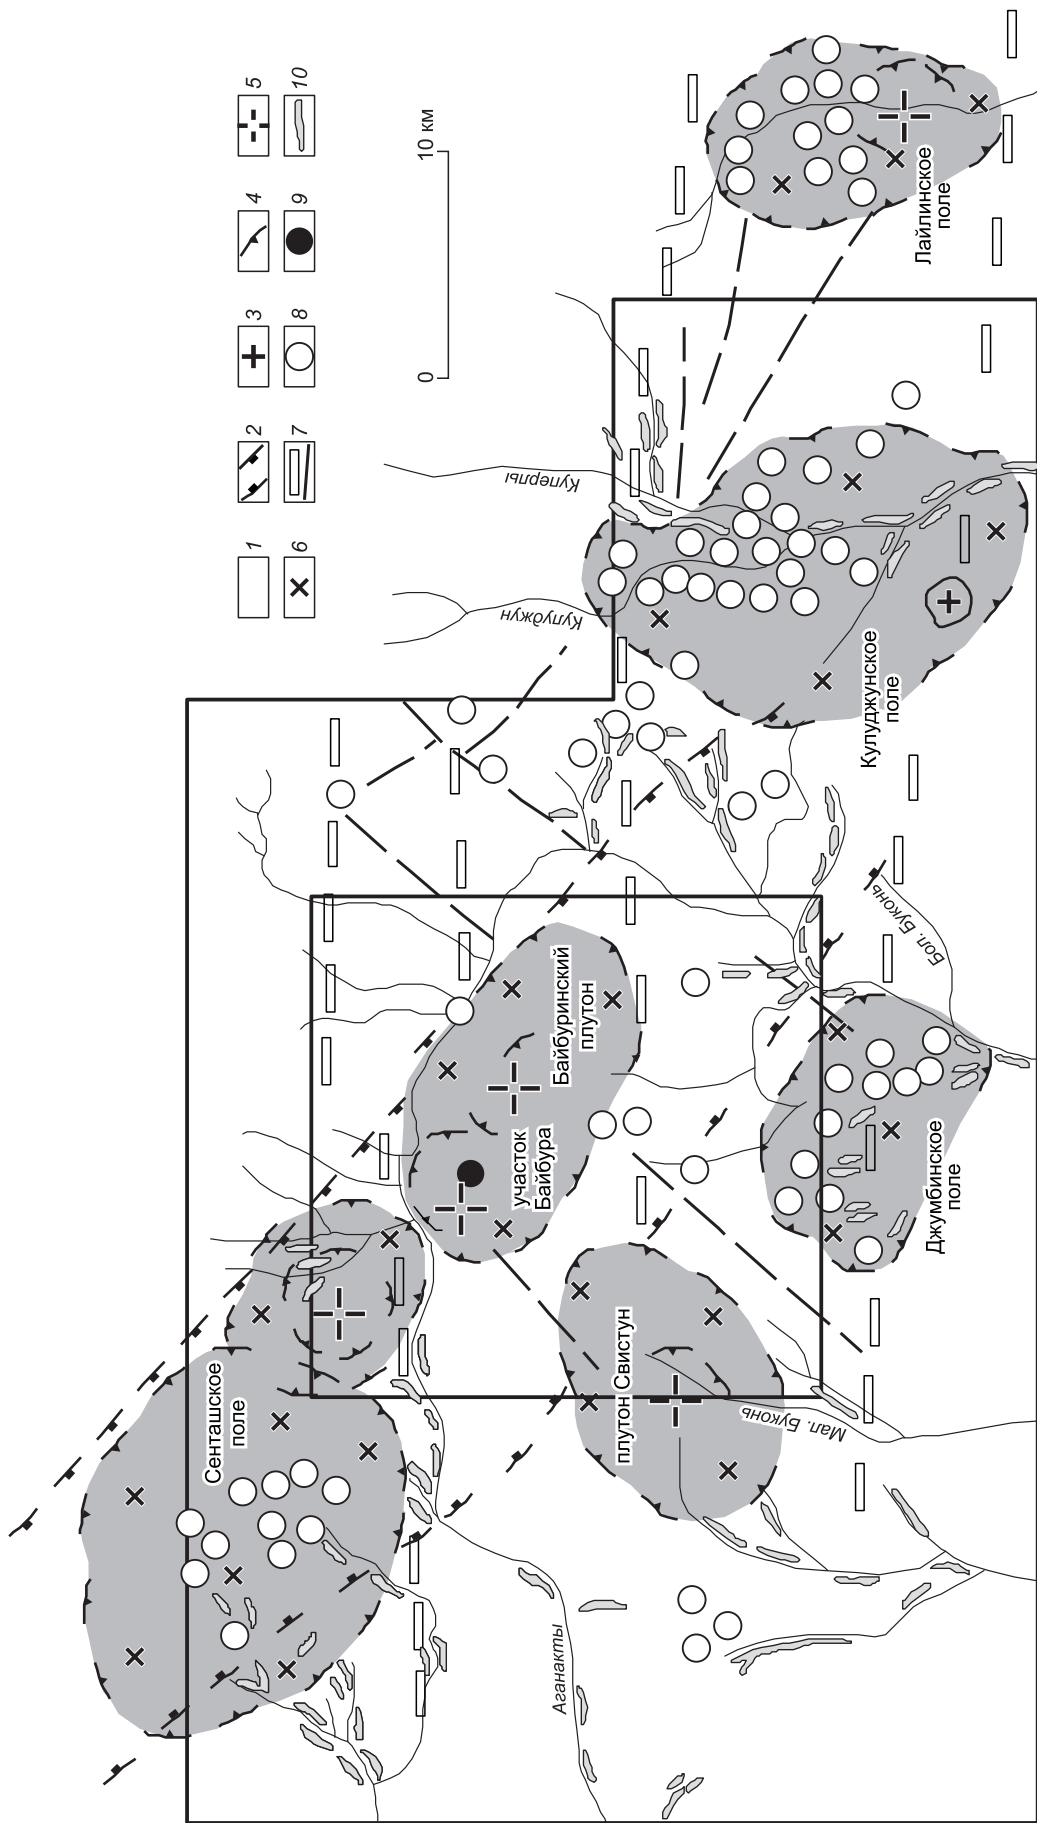 1
2
3
4
5
6
7
8
9
10
0
10 км
Сенташское
поле
участок
Байбура
Байбуринский
плутон
плутон Свистун
Джумбинское
поле
Кулуджунское
поле
Лайлинское
поле
Аганакты
Мал. Буконь
Бол. Буконь
Кулуджун
Куперлы